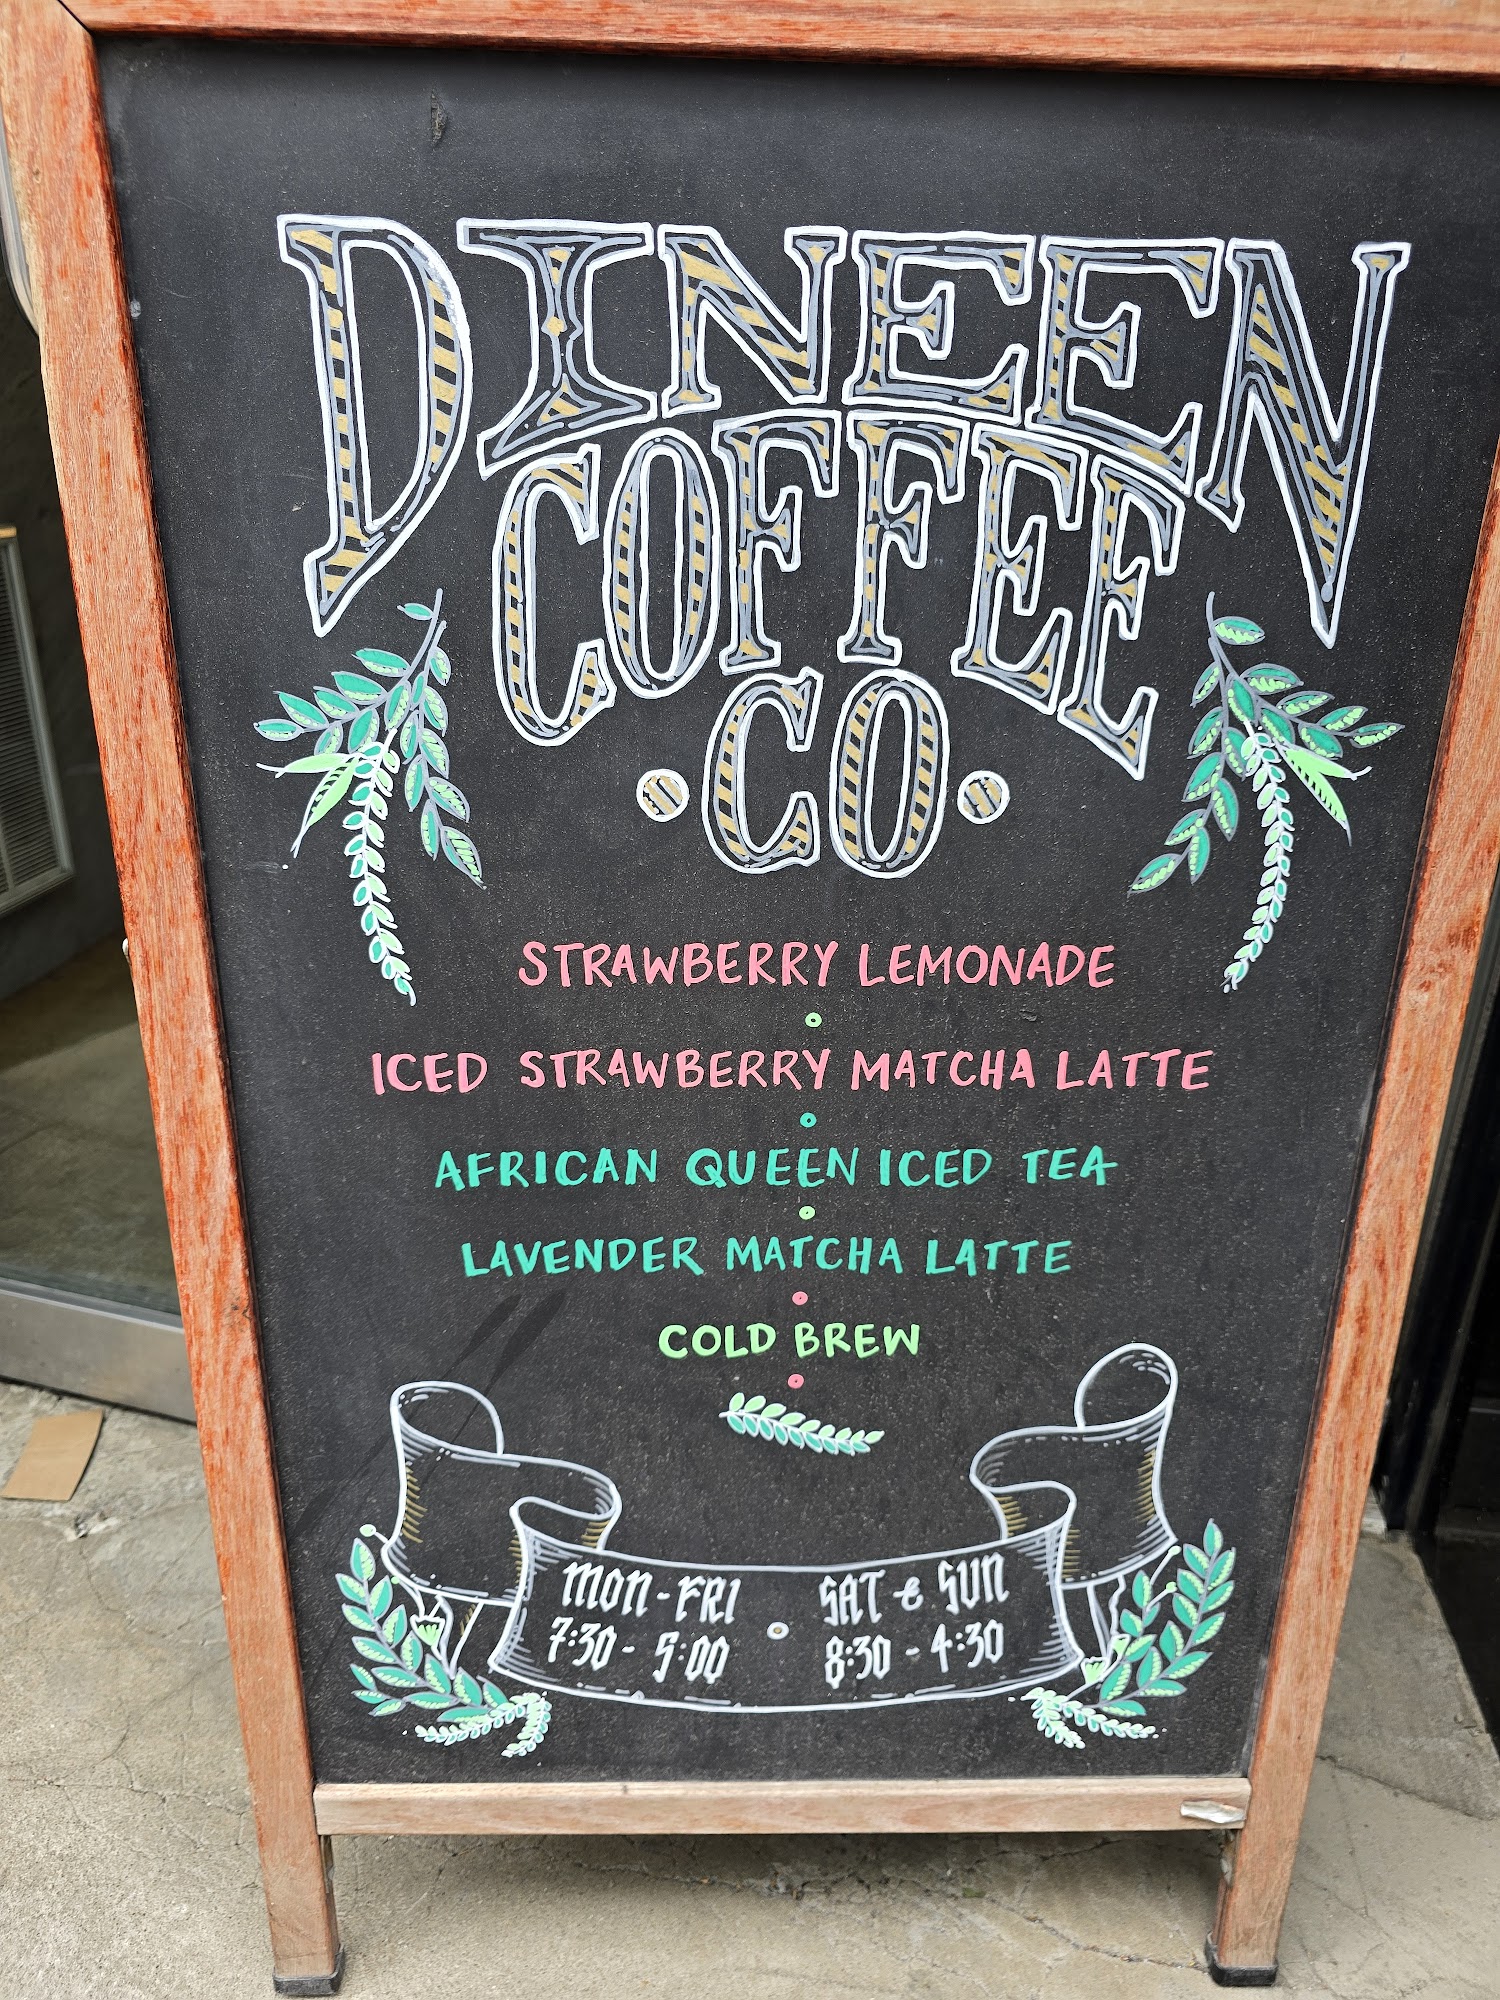 DINEEN
COFFEE
CO
STRAWBERRY LEMONADE
ICED STRAWBERRY MATCHA LATTE
AFRICAN QUEEN ICED TEA
LAVENDER MATCHA LATTE
COLD BREW
MON-FRI
7:30 - 5:00
SAT & SUN
8:30 - 4:30